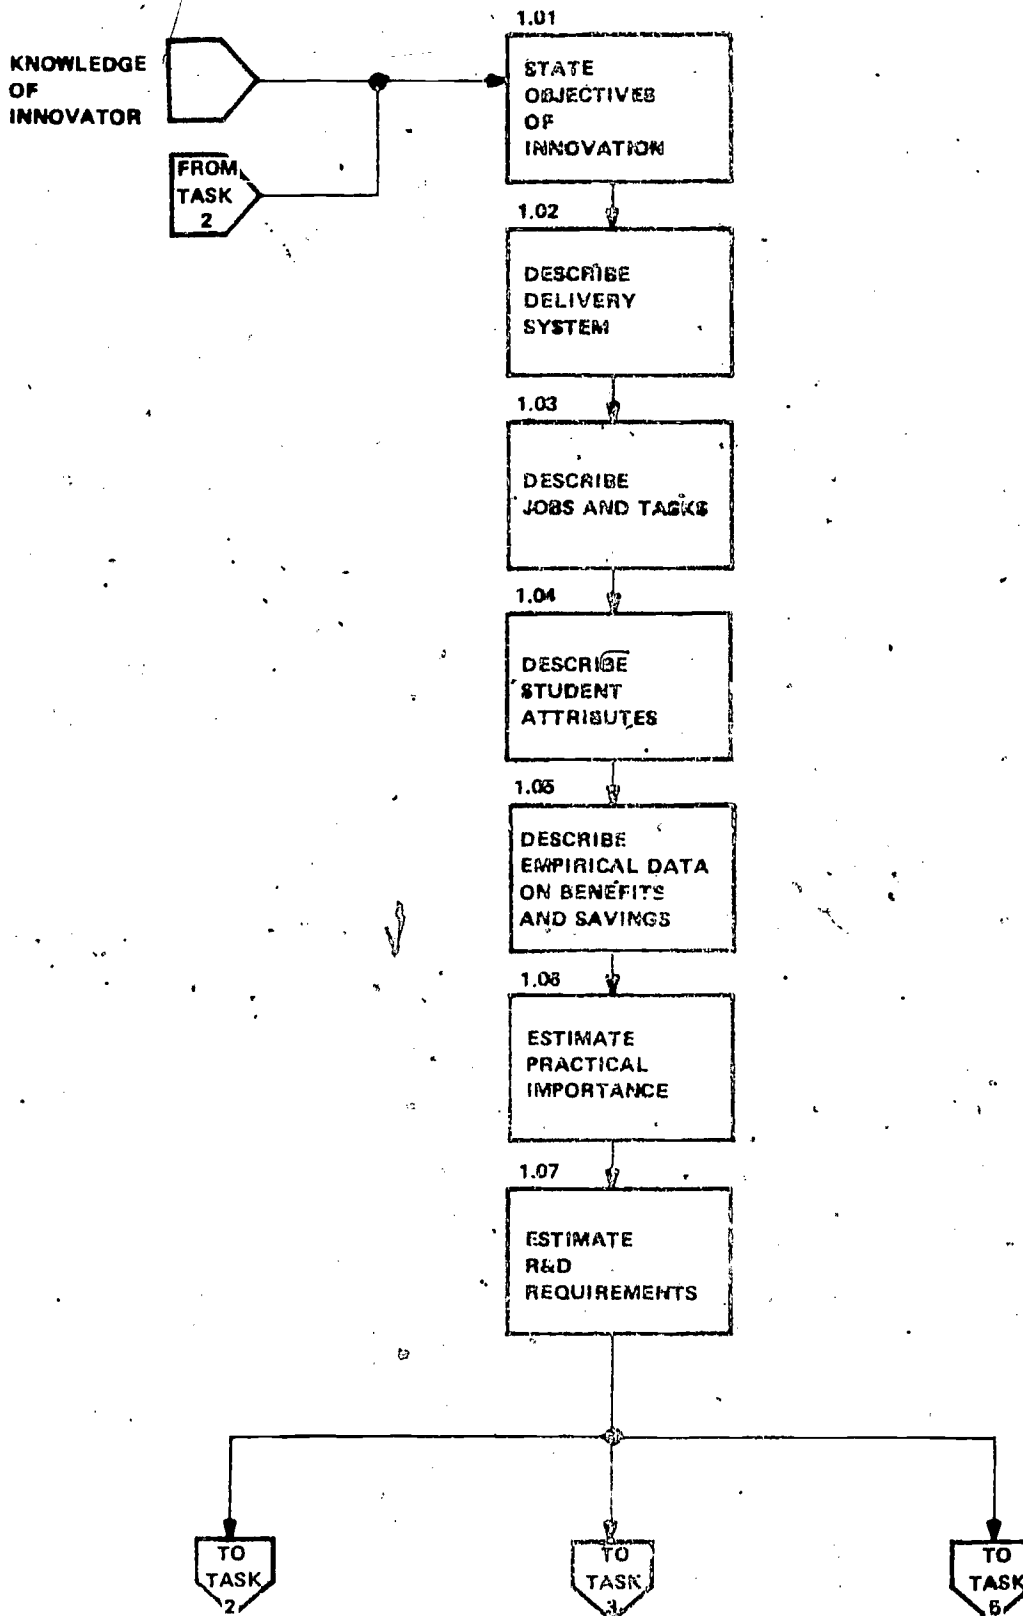 1.01
KNOWLEDGE
OF
INNOVATOR
STATE
OBJECTIVES
OF
INNOVATION
FROM
TASK
2
1.02
DESCRIBE
DELIVERY
SYSTEM
1.03
DESCRIBE
JOBS AND TASKS
1.04
DESCRIBE
STUDENT
ATTRIBUTES
1.05
DESCRIBE
EMPIRICAL DATA
ON BENEFITS
AND SAVINGS
1.06
ESTIMATE
PRACTICAL
IMPORTANCE
1.07
ESTIMATE
R&D
REQUIREMENTS
TO
TASK
2
TO
TASK
3
TO
TASK